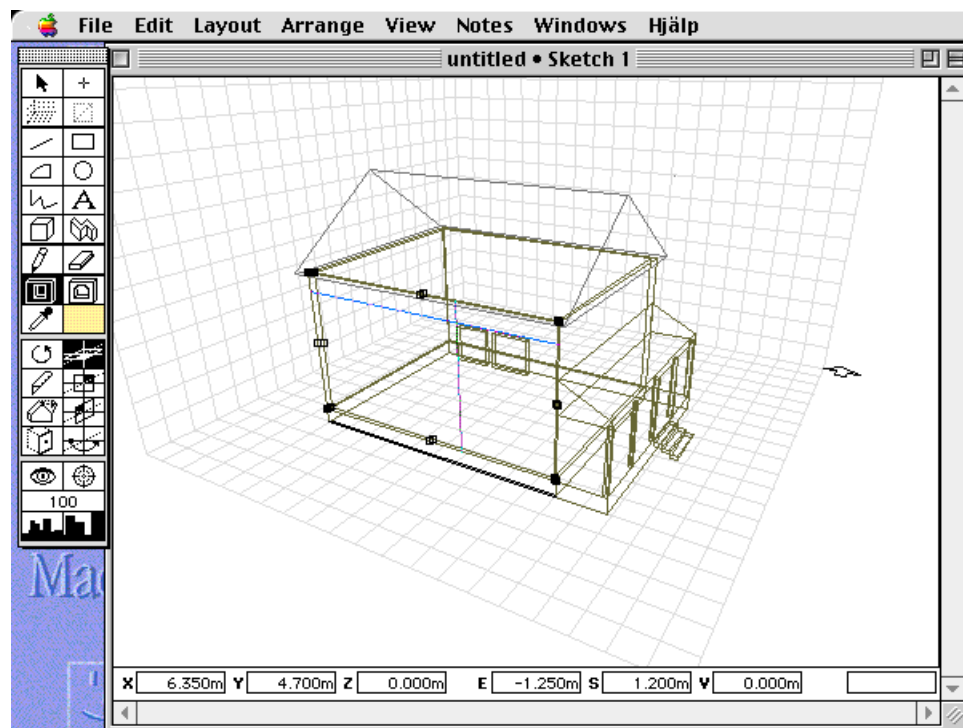 File Edit Layout Arrange View Notes Windows Hjälp
untitled • Sketch 1
A
100
Mac
X 6.350m Y 4.700m Z 0.000m E -1.250m S 1.200m V 0.000m